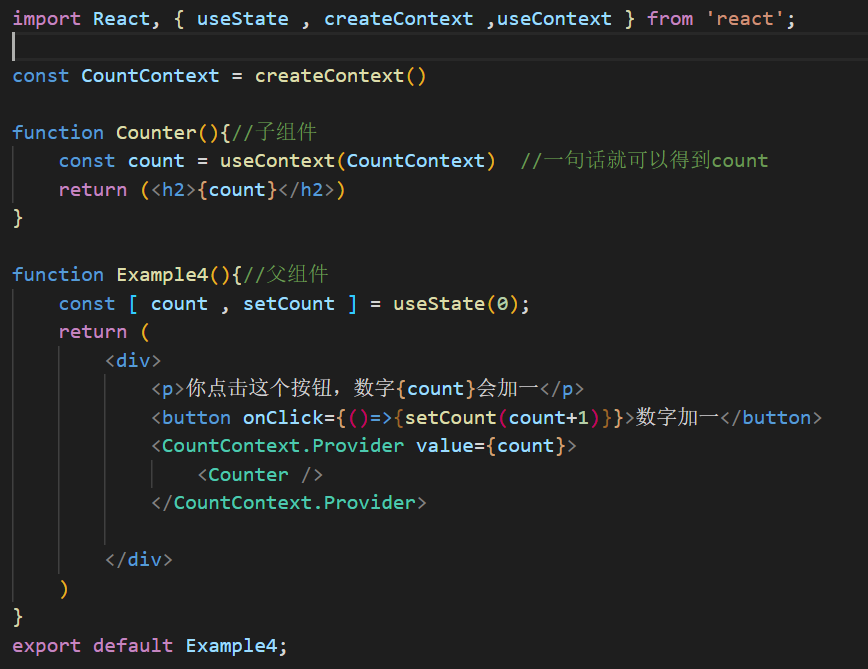 import React, { useState , createContext ,useContext } from 'react';
const CountContext = createContext()
function Counter(){//子组件
const count = useContext(CountContext)  //一句话就可以得到count
return (<h2>{count}</h2>)
}
function Example4(){//父组件
const [ count , setCount ] = useState(0);
return (
<div>
<p>你点击这个按钮，数字{count}会加一</p>
<button onClick={()=>{setCount(count+1)}}>数字加一</button>
<CountContext.Provider value={count}>
<Counter />
</CountContext.Provider>
</div>
)
}
export default Example4;